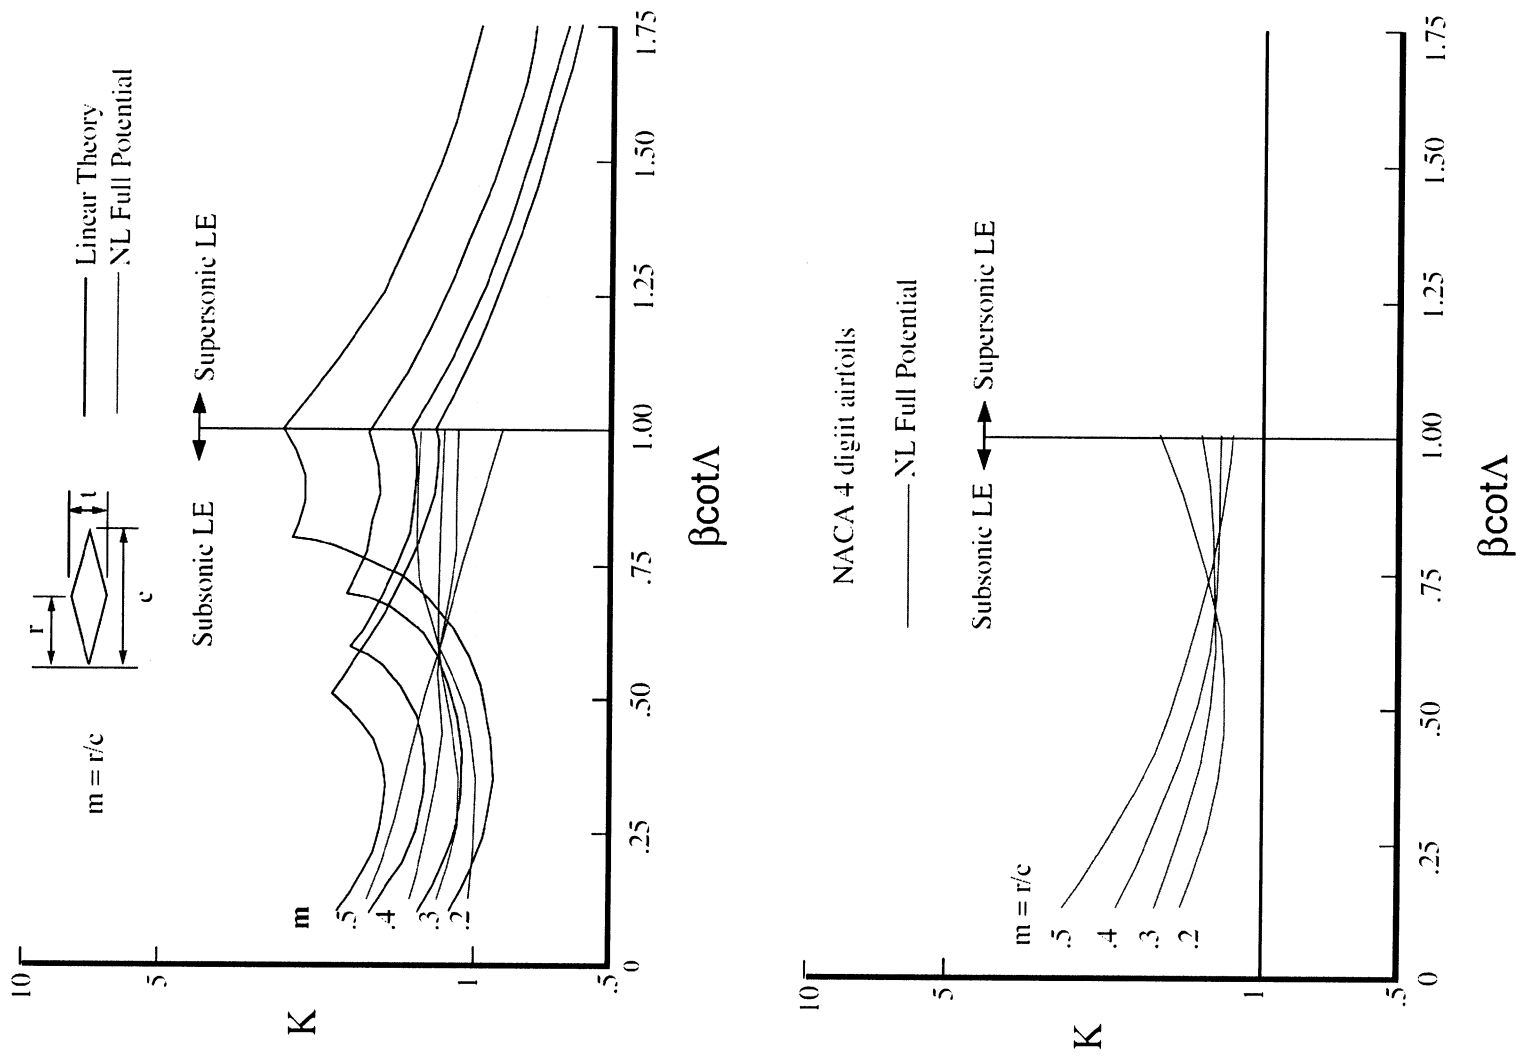 r
t
c
m = r/c
Linear Theory
NL Full Potential
Subsonic LE
Supersonic LE
K
10
5
1
.5
m
.5
.4
.3
.2
0
.25
.50
.75
1.00
1.25
1.50
1.75
βcotΛ
NACA 4 digiit airfoils
NL Full Potential
Subsonic LE
Supersonic LE
K
10
5
1
.5
m = r/c
.5
.4
.3
.2
0
.25
.50
.75
1.00
1.25
1.50
1.75
βcotΛ